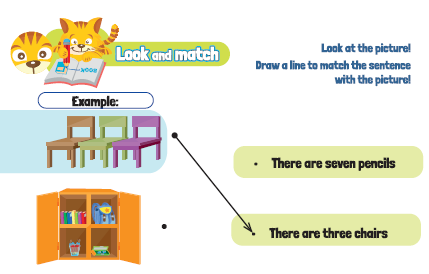 Look and match
Look at the picture!
Draw a line to match the sentence
with the picture!
Example:
There are seven pencils
There are three chairs
BOOK